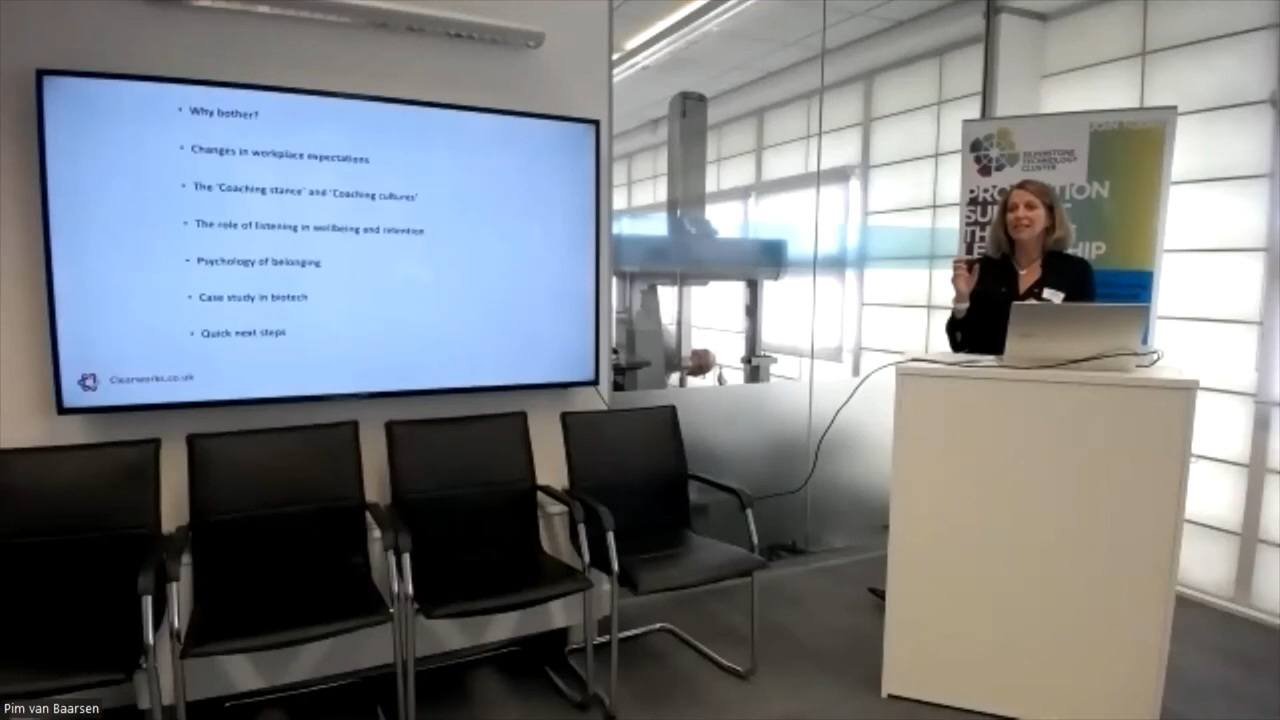 • Why bother?
• Changes in workplace expectations
• The 'Coaching stance' and 'Coaching cultures'
• The role of listening in wellbeing and retention
• Psychology of belonging
• Case study in biotech
• Quick next steps
Clearworks.co.uk
SILVERSTONE
TECHNOLOGY
CLUSTER
Pim van Baarsen